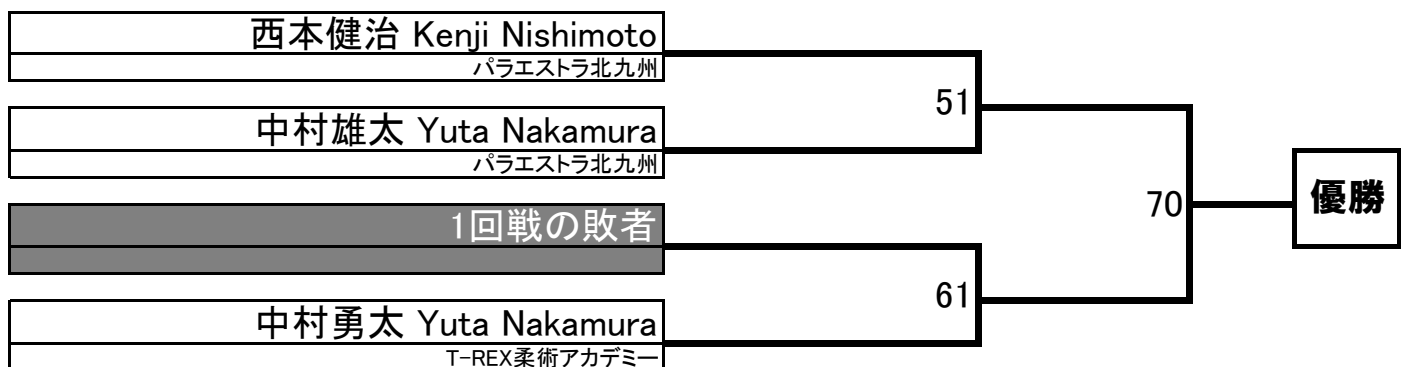 西本健治 Kenji Nishimoto
パラエストラ北九州
51
中村雄太 Yuta Nakamura
パラエストラ北九州
70
優勝
1回戦の敗者
61
中村勇太 Yuta Nakamura
T-REX柔術アカデミー